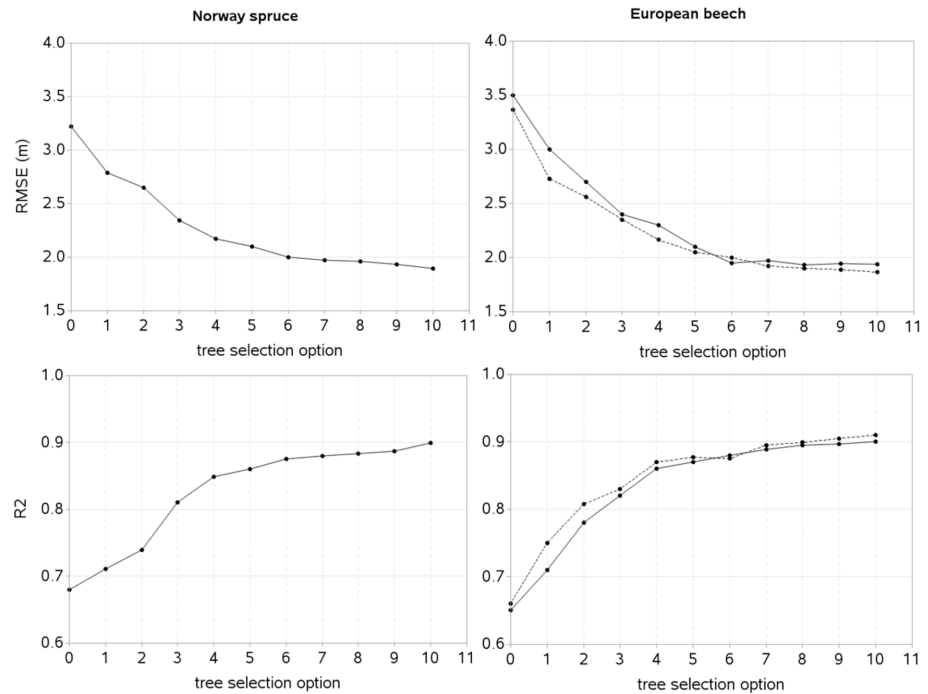 Norway spruce
European beech
4.0
3.5
3.0
2.5
2.0
1.5
RMSE (m)
0 1 2 3 4 5 6 7 8 9 10 11
tree selection option
4.0
3.5
3.0
2.5
2.0
1.5
0 1 2 3 4 5 6 7 8 9 10 11
tree selection option
1.0
0.9
0.8
0.7
0.6
R2
0 1 2 3 4 5 6 7 8 9 10 11
tree selection option
1.0
0.9
0.8
0.7
0.6
0 1 2 3 4 5 6 7 8 9 10 11
tree selection option